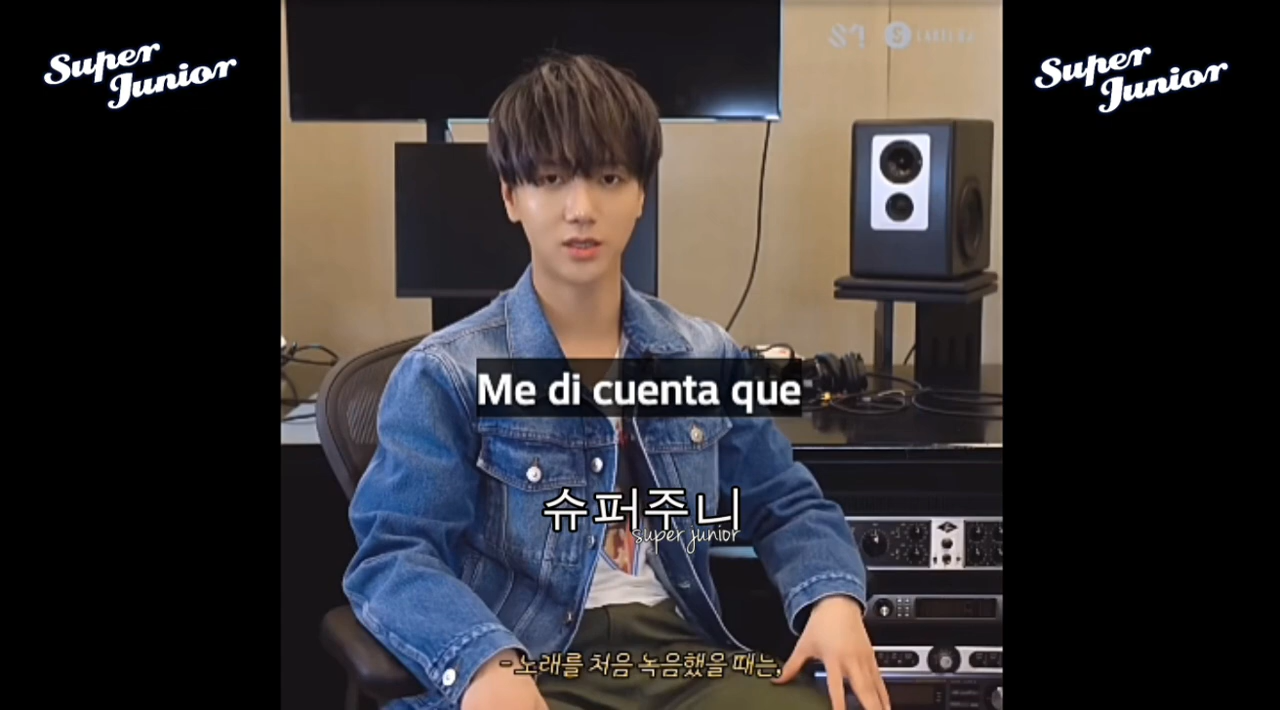 Super
Junior
Super
Junior
Me di cuenta que
슈퍼주니
super junior
- 노래를 처음 녹음했을 때는,